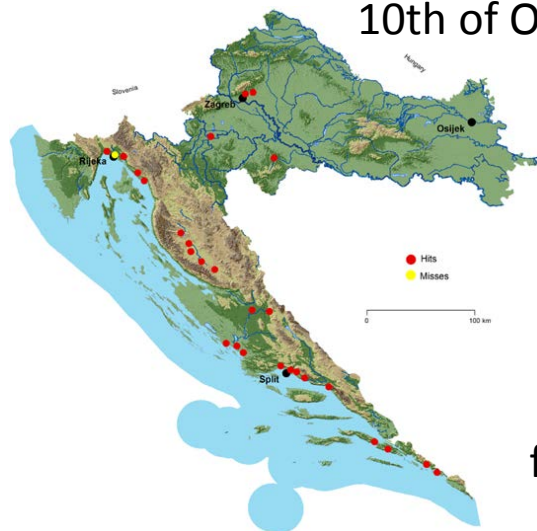 10th of O
Slovenia
Hungary
Zagreb
Osijek
Rijeka
Hits
Misses
0
100 km
Split
f